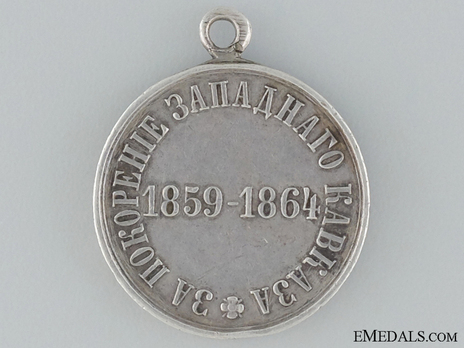 ЗА ПОКОРЕНІЕ ЗАПАДНАГО КАВКАЗА
1859-1864
EMEDALS.COM